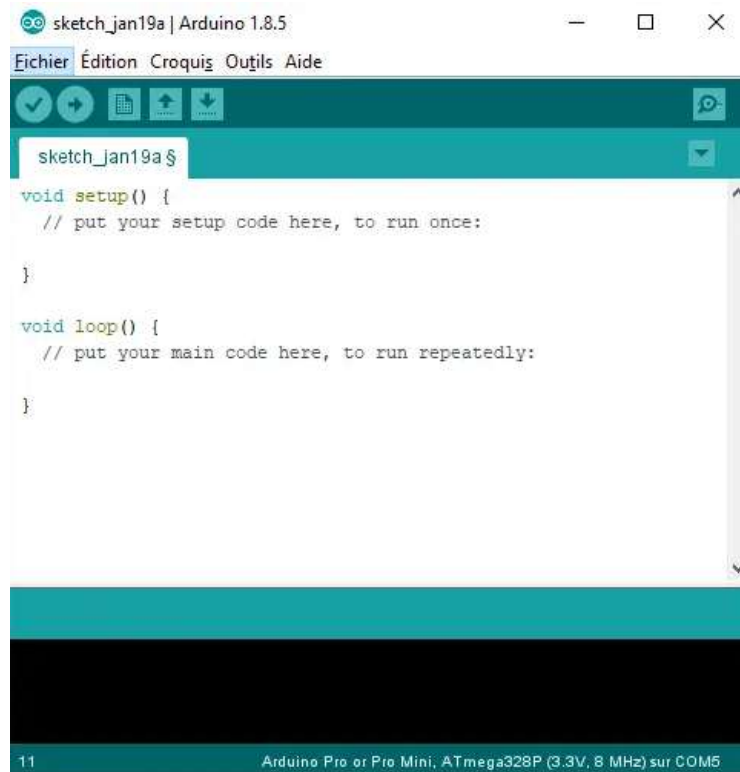 sketch_jan19a | Arduino 1.8.5
Fichier Édition Croquis Outils Aide
sketch_jan19a §
void setup() {
  // put your setup code here, to run once:
}
void loop() {
  // put your main code here, to run repeatedly:
}
11 Arduino Pro or Pro Mini, ATmega328P (3.3V, 8 MHz) sur COM5